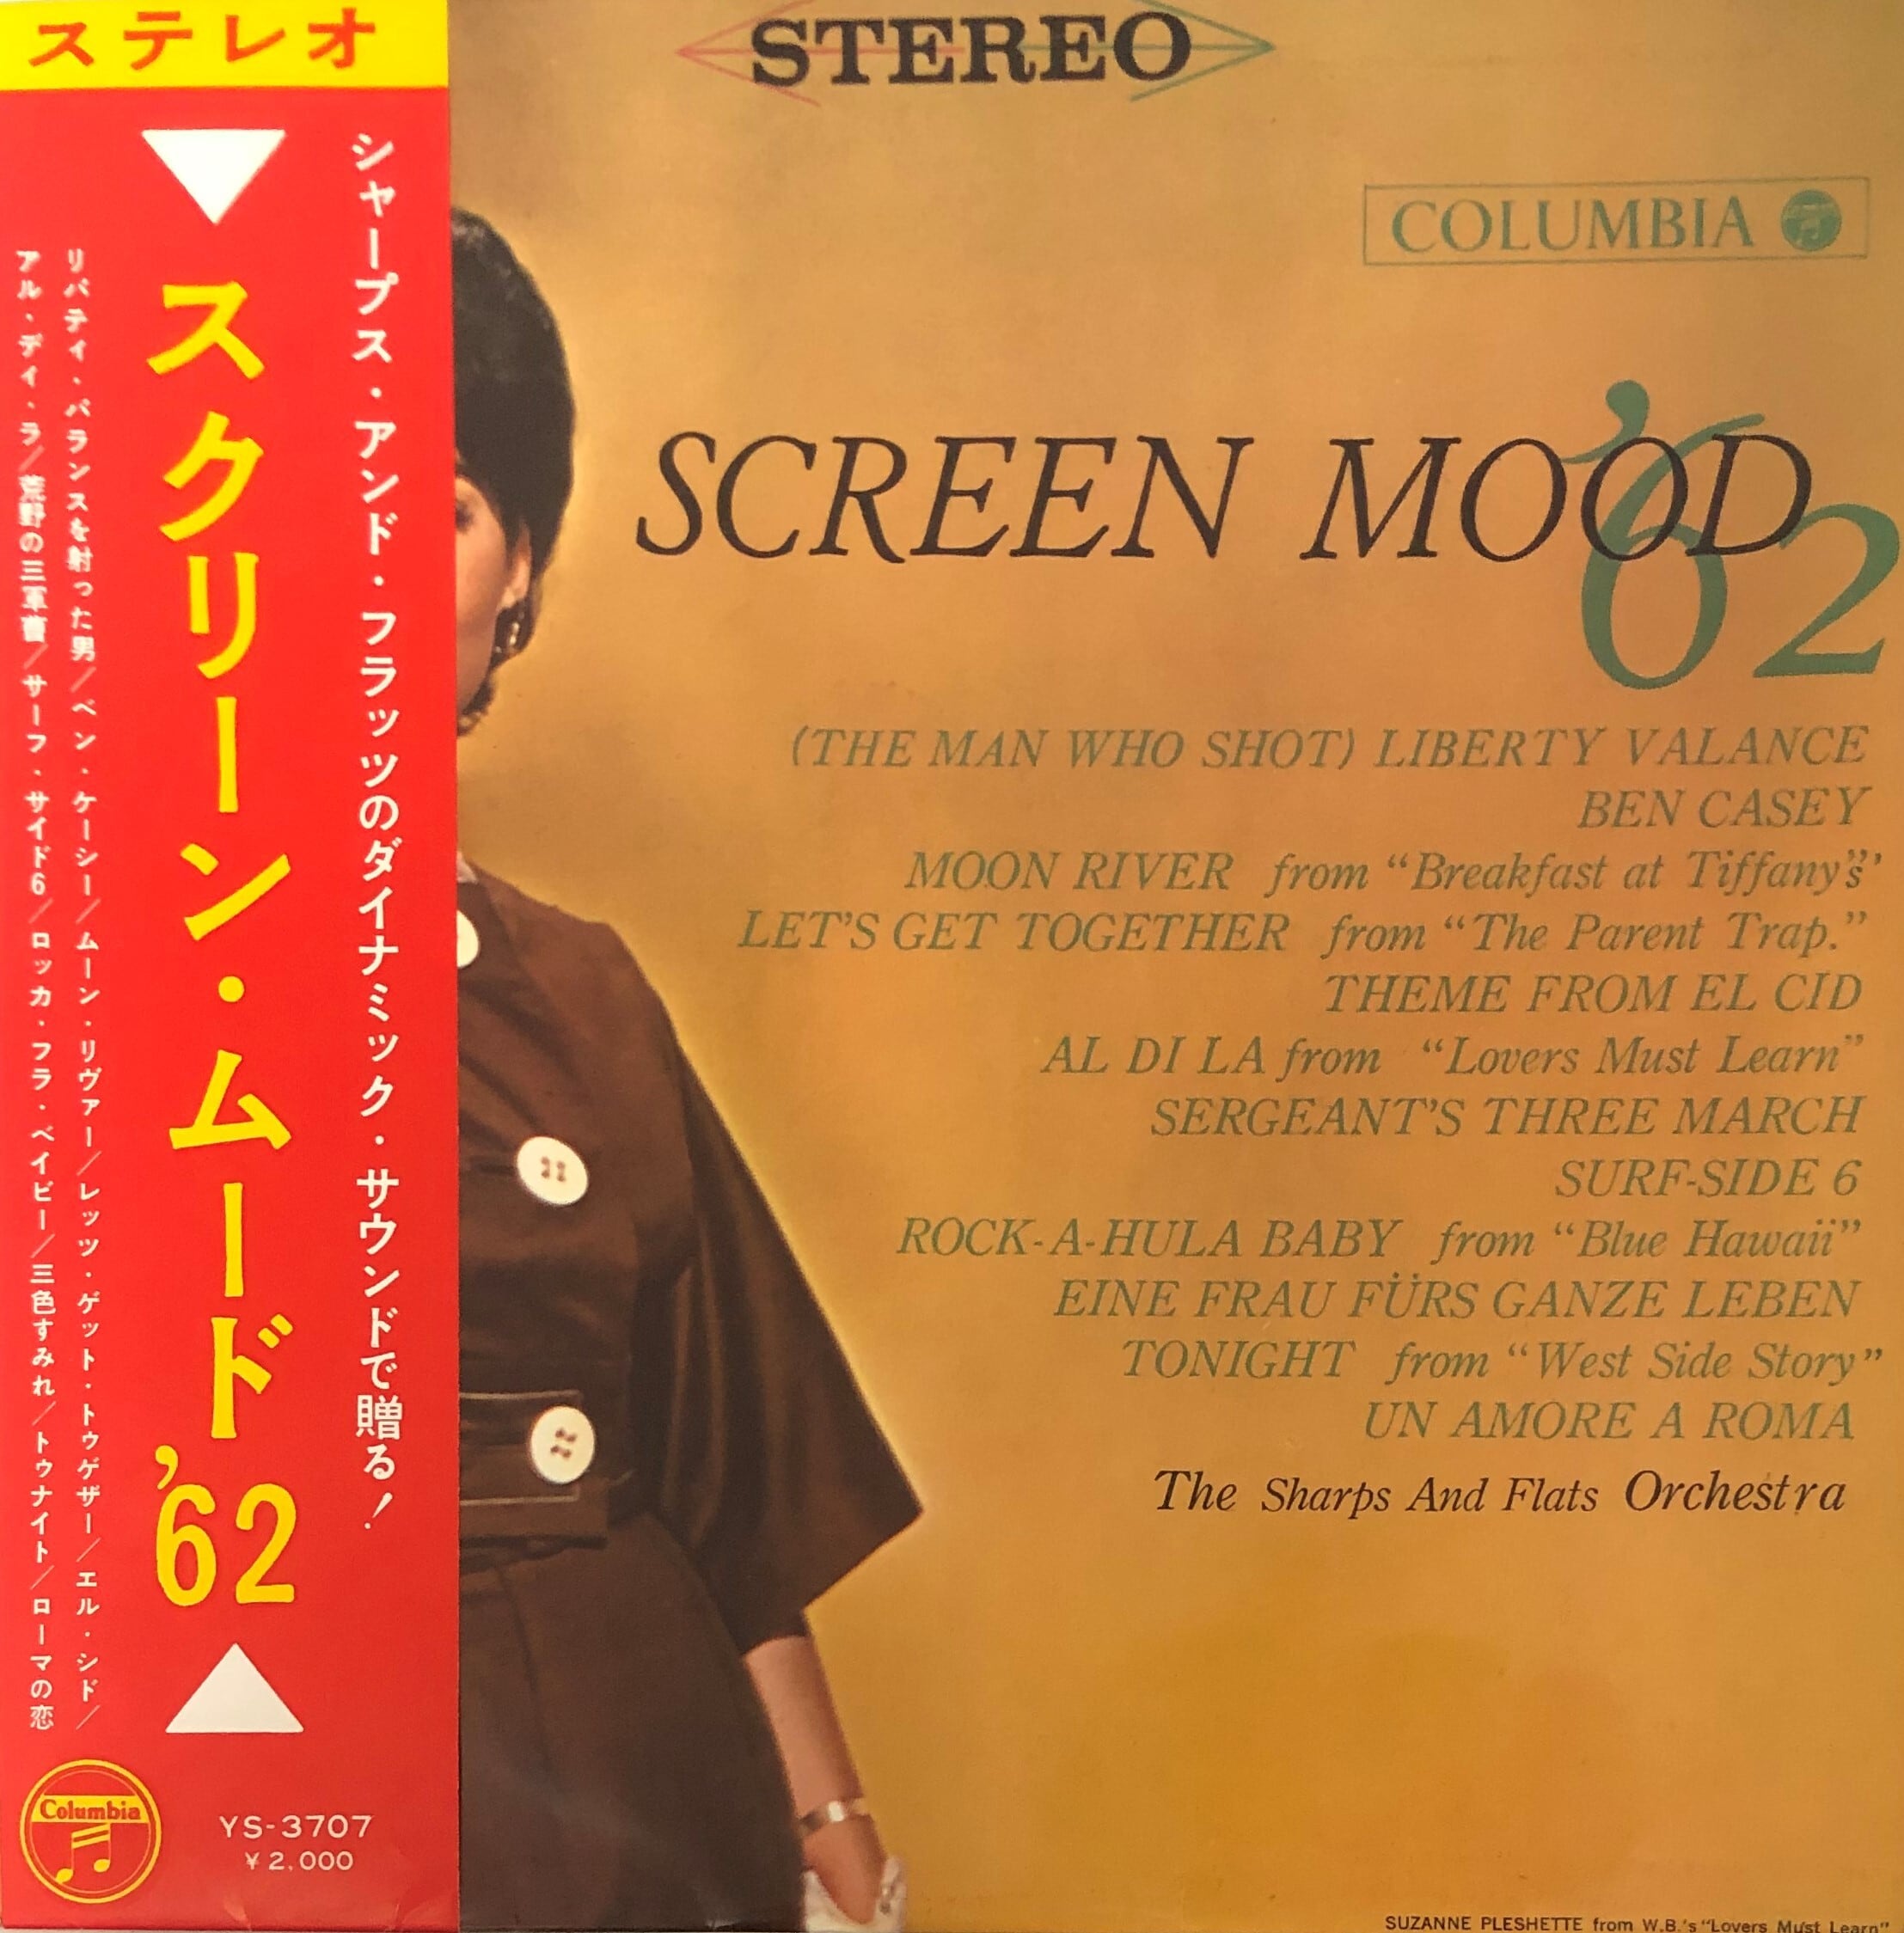 ステレオ
シャープス・アンド・フラッツのダイナミック・サウンドで贈る!
スクリーン・ムード'62
リバティ・バランスを射った男/ベン・ケーシー/ムーン・リヴァー/レッツ・ゲット・トゥゲザー/エル・シド/
アル・ディ・ラ/荒野の三軍曹/サーフ・サイド6/ロッカ・フラ・ベイビー/三色すみれ/トゥナイト/ローマの恋
Columbia
YS-3707
¥2,000
STEREO
COLUMBIA
SCREEN MOOD '62
(THE MAN WHO SHOT) LIBERTY VALANCE
BEN CASEY
MOON RIVER from "Breakfast at Tiffany's"
LET'S GET TOGETHER from "The Parent Trap."
THEME FROM EL CID
AL DI LA from "Lovers Must Learn"
SERGEANT'S THREE MARCH
SURF-SIDE 6
ROCK-A-HULA BABY from "Blue Hawaii"
EINE FRAU FÜRS GANZE LEBEN
TONIGHT from "West Side Story"
UN AMORE A ROMA
The Sharps And Flats Orchestra
SUZANNE PLESHETTE from W.B.'s "Lovers Must Learn"